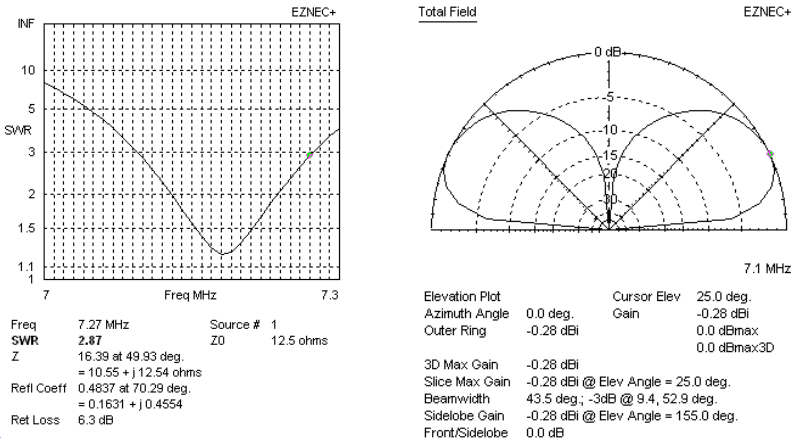 EZNEC+
INF
10
5
SWR
3
2
1.5
1.1
1
7 Freq MHz 7.3
Freq 7.27 MHz Source # 1
SWR 2.87 Z0 12.5 ohms
Z 16.39 at 49.93 deg.
= 10.55 + j 12.54 ohms
Refl Coeff 0.4837 at 70.29 deg.
= 0.1631 + j 0.4554
Ret Loss 6.3 dB
Total Field EZNEC+
0 dB
-5
-10
-15
-20
-30
7.1 MHz
Elevation Plot Cursor Elev 25.0 deg.
Azimuth Angle 0.0 deg. Gain -0.28 dBi
Outer Ring -0.28 dBi 0.0 dBmax
0.0 dBmax3D
3D Max Gain -0.28 dBi
Slice Max Gain -0.28 dBi @ Elev Angle = 25.0 deg.
Beamwidth 43.5 deg.; -3dB @ 9.4, 52.9 deg.
Sidelobe Gain -0.28 dBi @ Elev Angle = 155.0 deg.
Front/Sidelobe 0.0 dB